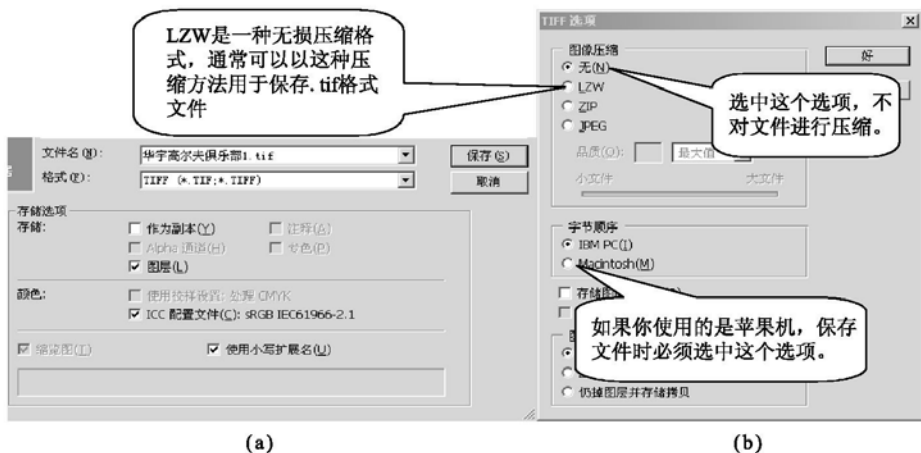 LZW是一种无损压缩格
式，通常可以以这种压
缩方法用于保存.tif格式
文件
文件名(N):
华宇高尔夫俱乐部1.tif
保存(S)
格式(F):
TIFF (*.TIF;*.TIFF)
取消
存储选项
存储:
作为副本(Y)
注释(A)
Alpha 通道(H)
专色(P)
图层(L)
颜色:
使用校样设置: 处理 CMYK
ICC 配置文件(C): sRGB IEC61966-2.1
缩览图(T)
使用小写扩展名(U)
(a)
TIFF 选项
图像压缩
好
无(N)
LZW
ZIP
JPEG
选中这个选项，不
对文件进行压缩。
品质(Q):
最大值
小文件
大文件
字节顺序
IBM PC(I)
Macintosh(M)
存储图
如果你使用的是苹果机，保存
文件时必须选中这个选项。
扔掉图层并存储拷贝
(b)